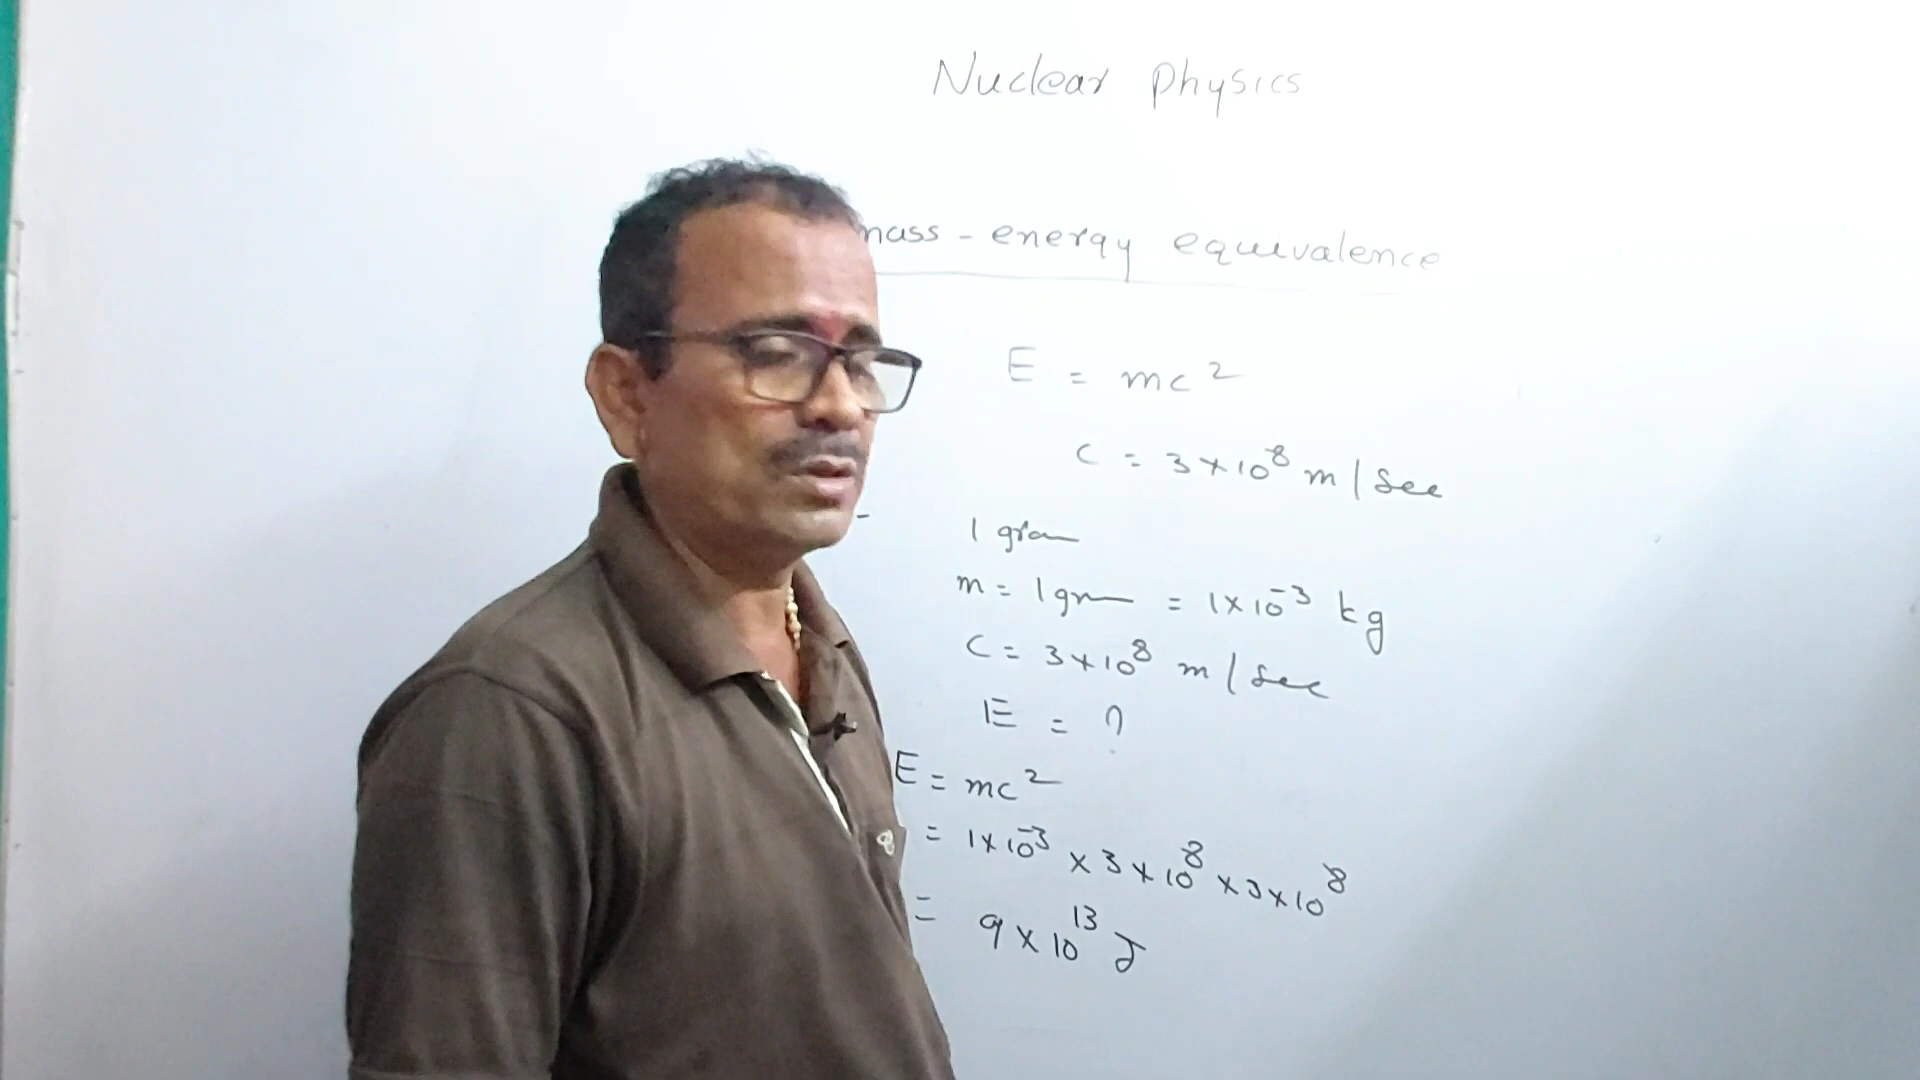 Nuclear Physics
mass - energy equivalence
E = mc²
C = 3×10⁸ m/Sec
- 1 gram
m = 1gm = 1×10⁻³ kg
C = 3×10⁸ m/Sec
E = ?
E = mc²
= 1×10⁻³ × 3×10⁸ × 3×10⁸
= 9×10¹³ J